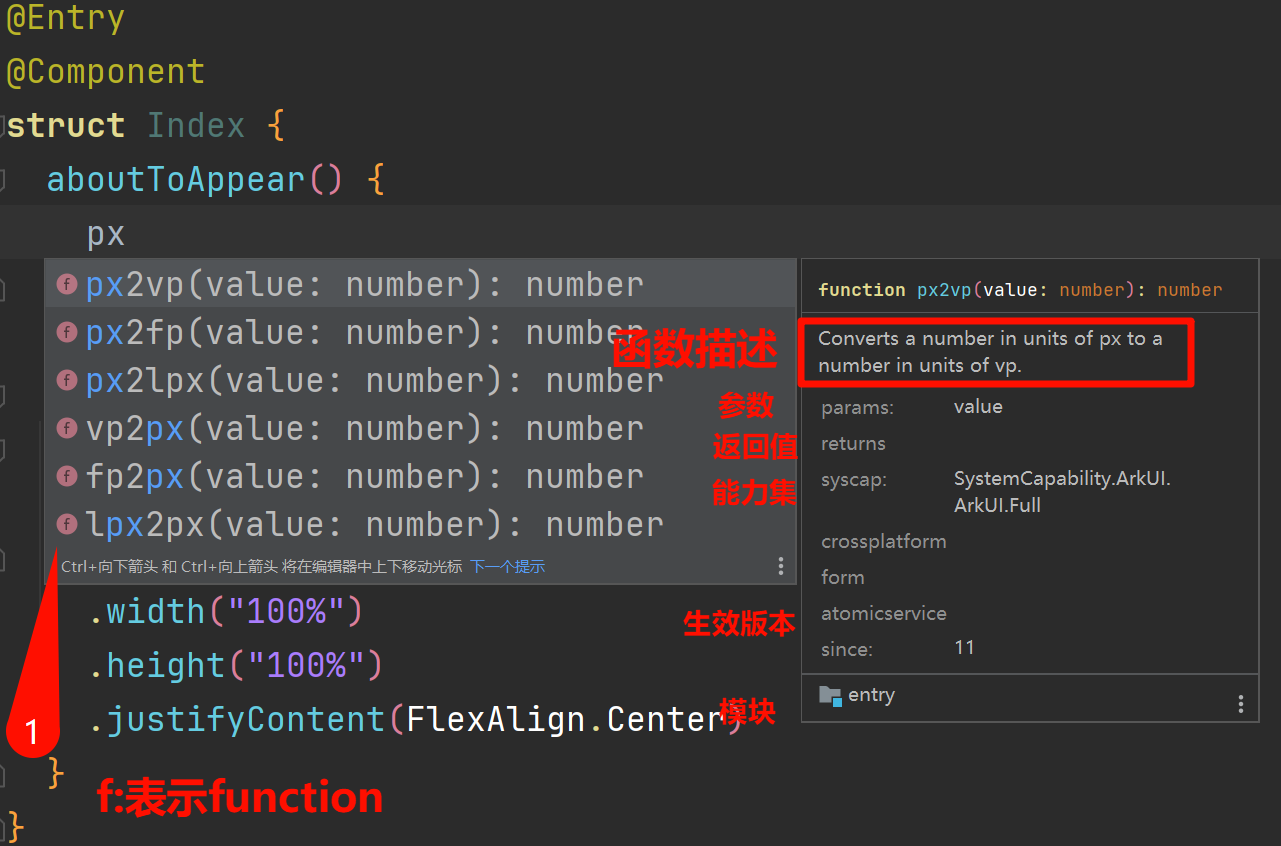 @Entry
@Component
struct Index {
aboutToAppear() {
px
px2vp(value: number): number
px2fp(value: number): number
px2lpx(value: number): number
vp2px(value: number): number
fp2px(value: number): number
lpx2px(value: number): number
Ctrl+向下箭头 和 Ctrl+向上箭头 将在编辑器中上下移动光标 下一个提示
function px2vp(value: number): number
函数描述
Converts a number in units of px to a
number in units of vp.
参数
params: value
返回值
returns
能力集
syscap: SystemCapability.ArkUI.
ArkUI.Full
crossplatform
form
atomicservice
生效版本
since: 11
模块
entry
.width("100%")
.height("100%")
.justifyContent(FlexAlign.Center)
1
}
f:表示function
}